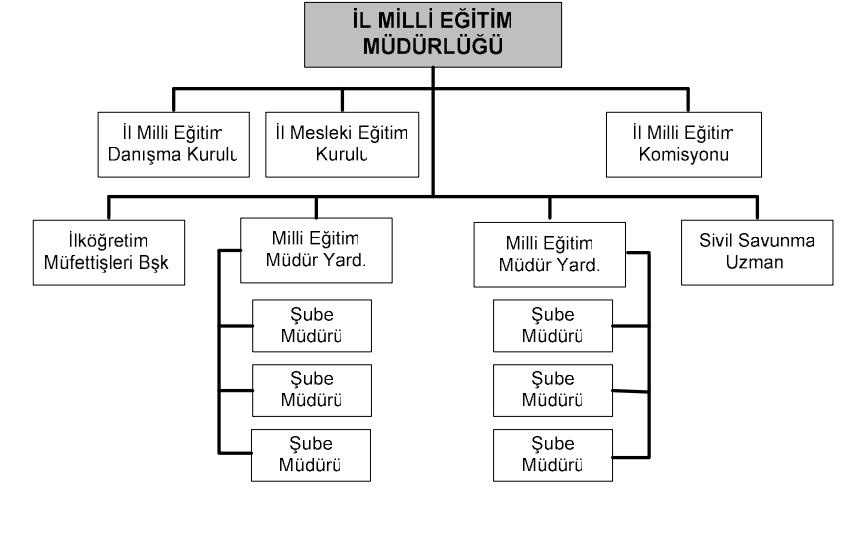 İL MİLLİ EĞİTİM
MÜDÜRLÜĞÜ
İl Milli Eğitim
Danışma Kurulu
İl Mesleki Eğitim
Kurulu
İl Milli Eğitim
Komisyonu
İlköğretim
Müfettişleri Bşk
Milli Eğitim
Müdür Yard.
Milli Eğitim
Müdür Yard.
Sivil Savunma
Uzman
Şube
Müdürü
Şube
Müdürü
Şube
Müdürü
Şube
Müdürü
Şube
Müdürü
Şube
Müdürü